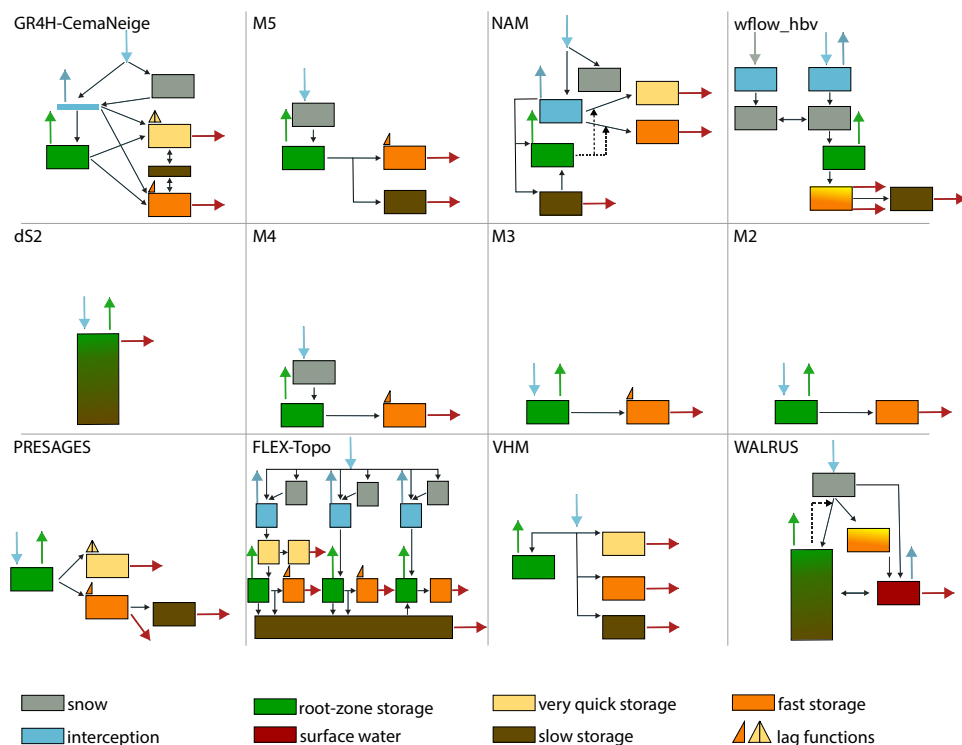 GR4H-CemaNeige M5 NAM wflow_hbv
dS2 M4 M3 M2
PRESAGES FLEX-Topo VHM WALRUS
snow root-zone storage very quick storage fast storage
interception surface water slow storage lag functions